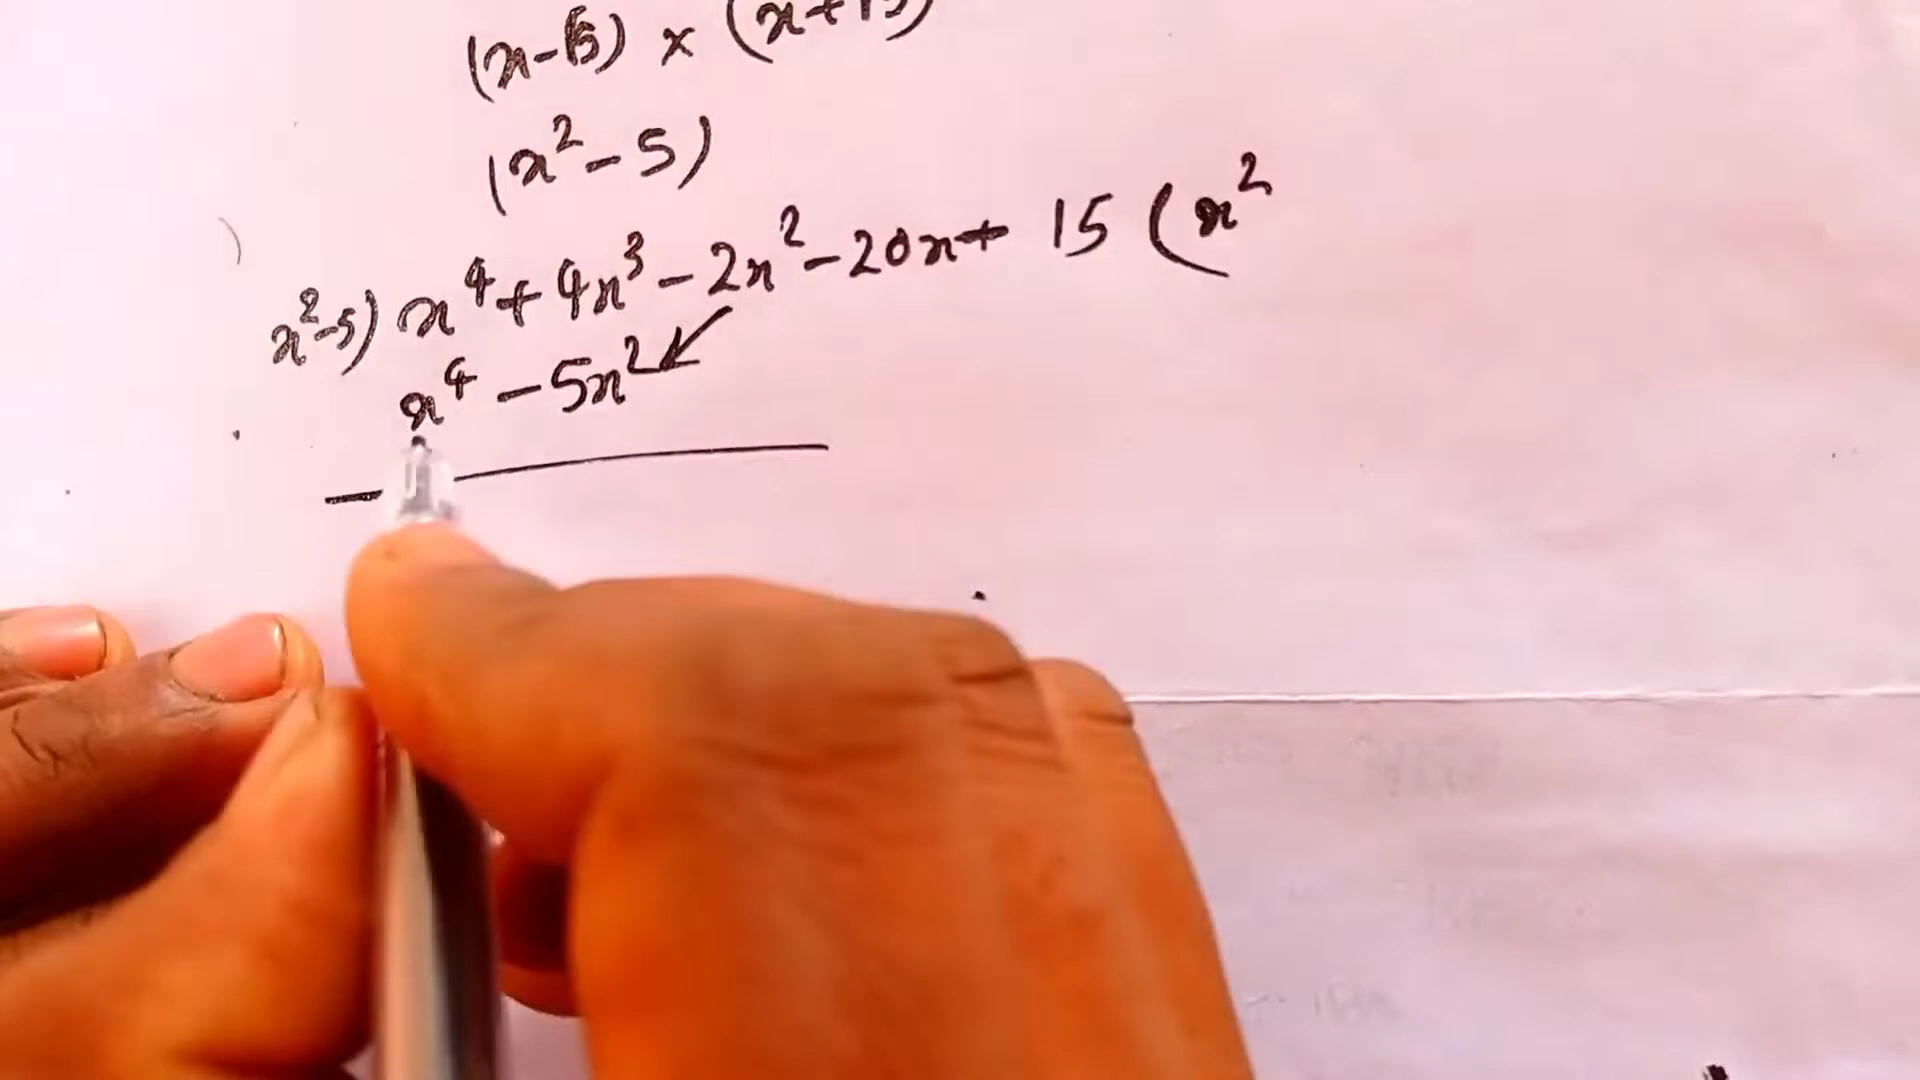 (x-√5) × (x+√5)
(x²-5)
x²-5) x⁴+4x³-2x²-20x+ 15 (x²
x⁴ -5x²